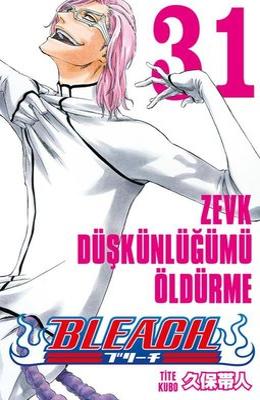 31
ZEVK
DÜŞKÜNLÜĞÜMÜ
ÖLDÜRME
BLEACH
ブリーチ
TİTE
KUBO 久保帯人